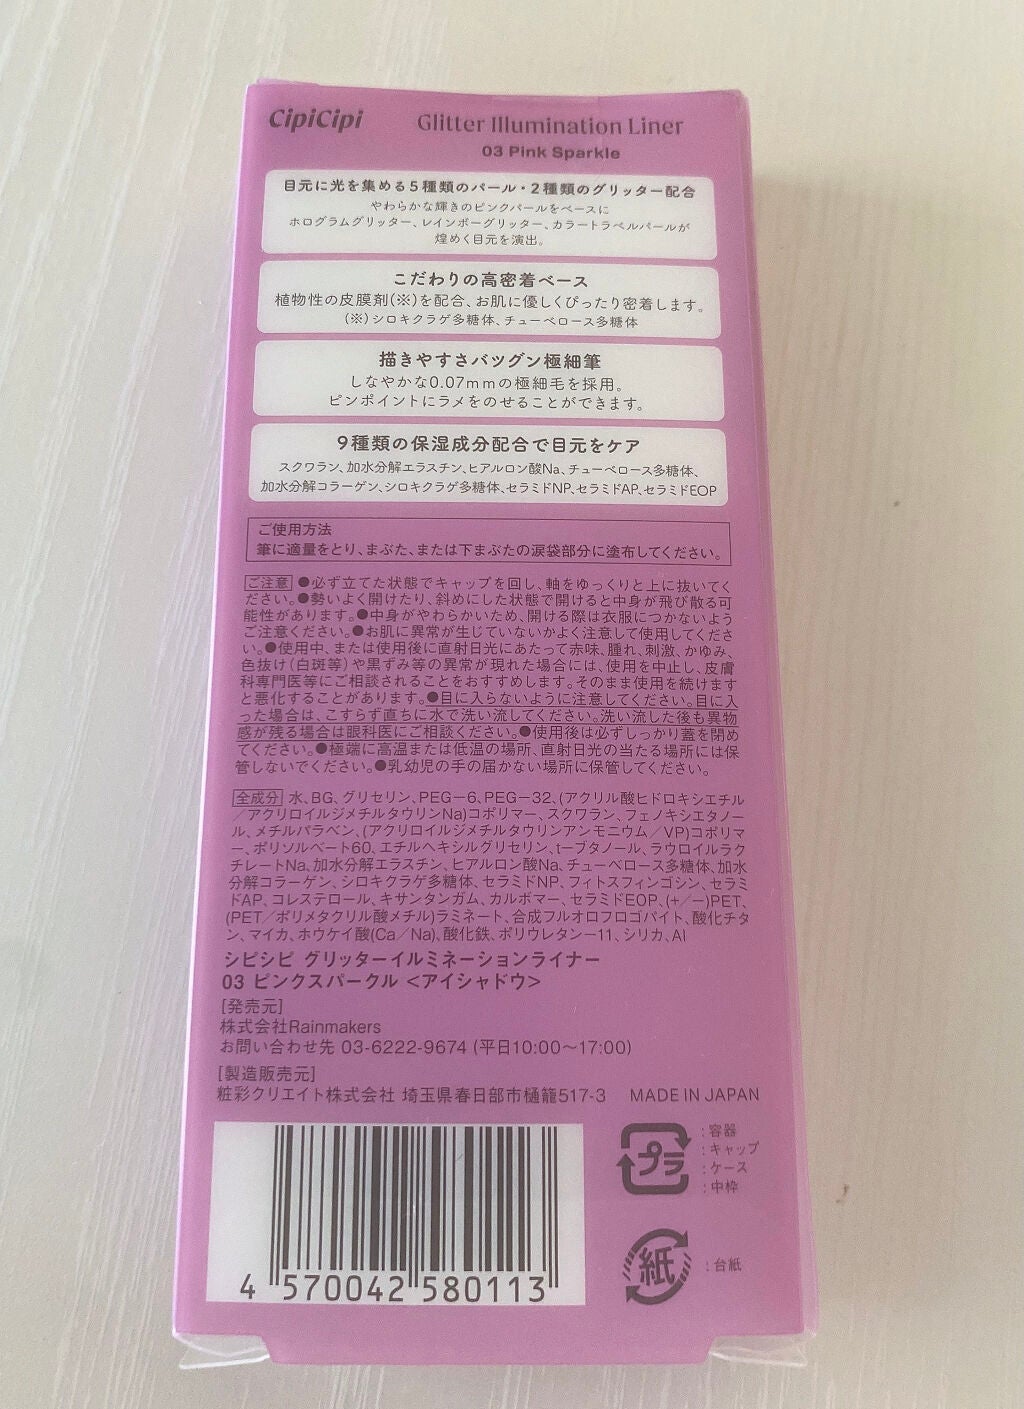 CipiCipi
Glitter Illumination Liner
03 Pink Sparkle
目元に光を集める5種類のパール・2種類のグリッター配合
やわらかな輝きのピンクパールをベースに
ホログラムグリッター、レインボーグリッター、カラートラベルパールが
煌めく目元を演出。
こだわりの高密着ベース
植物性の皮膜剤(※)を配合、お肌に優しくぴったり密着します。
(※)シロキクラゲ多糖体、チューベロース多糖体
描きやすさバツグン極細筆
しなやかな0.07mmの極細毛を採用。
ピンポイントにラメをのせることができます。
9種類の保湿成分配合で目元をケア
スクワラン、加水分解エラスチン、ヒアルロン酸Na、チューベロース多糖体、
加水分解コラーゲン、シロキクラゲ多糖体、セラミドNP、セラミドAP、セラミドEOP
ご使用方法
筆に適量をとり、まぶた、または下まぶたの涙袋部分に塗布してください。
ご注意 ●必ず立てた状態でキャップを回し、軸をゆっくりと上に抜いてく
ださい。●勢いよく開けたり、斜めにした状態で開けると中身が飛び散る可
能性があります。●中身がやわらかいため、開ける際は衣服につかないよう
ご注意ください。●お肌に異常が生じていないかよく注意して使用してくださ
い。●使用中、または使用後に直射日光にあたって赤味、腫れ、刺激、かゆみ、
色抜け(白斑等)や黒ずみ等の異常が現れた場合には、使用を中止し、皮膚
科専門医等にご相談されることをおすすめします。そのまま使用を続けます
と悪化することがあります。●目に入らないように注意してください。目に入
った場合は、こすらず直ちに水で洗い流してください。洗い流した後も異物
感が残る場合は眼科医にご相談ください。●使用後は必ずしっかり蓋を閉め
てください。●極端に高温または低温の場所、直射日光の当たる場所には保
管しないでください。●乳幼児の手の届かない場所に保管してください。
全成分 水、BG、グリセリン、PEG-6、PEG-32、(アクリル酸ヒドロキシエチル
/アクリロイルジメチルタウリンNa)コポリマー、スクワラン、フェノキシエタノー
ル、メチルパラベン、(アクリロイルジメチルタウリンアンモニウム/VP)コポリマ
ー、ポリソルベート60、エチルヘキシルグリセリン、t-ブタノール、ラウロイルラク
チレートNa、加水分解エラスチン、ヒアルロン酸Na、チューベロース多糖体、加水
分解コラーゲン、シロキクラゲ多糖体、セラミドNP、フィトスフィンゴシン、セラミ
ドAP、コレステロール、キサンタンガム、カルボマー、セラミドEOP、(+/-)PET、
(PET/ポリメタクリル酸メチル)ラミネート、合成フルオロフロゴパイト、酸化チタ
ン、マイカ、ホウケイ酸(Ca/Na)、酸化鉄、ポリウレタン-11、シリカ、Al
シピシピ グリッターイルミネーションライナー
03 ピンクスパークル <アイシャドウ>
[発売元]
株式会社Rainmakers
お問い合わせ先 03-6222-9674 (平日10:00〜17:00)
[製造販売元]
粧彩クリエイト株式会社 埼玉県春日部市樋籠517-3 MADE IN JAPAN
プラ
:容器
:キャップ
:ケース
:中枠
紙
:台紙
4 570042 580113